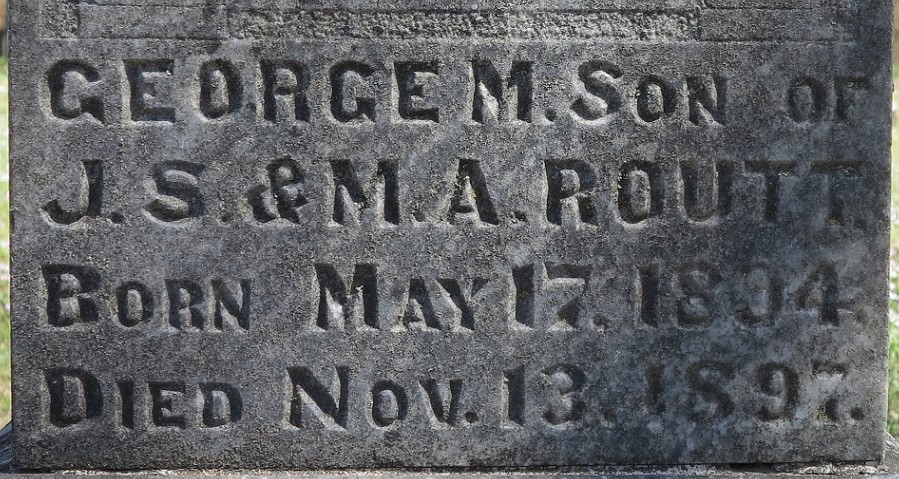 GEORGE M. SON OF
J. S. & M. A. ROUTT.
BORN MAY 17. 1894.
DIED NOV. 13. 1897.